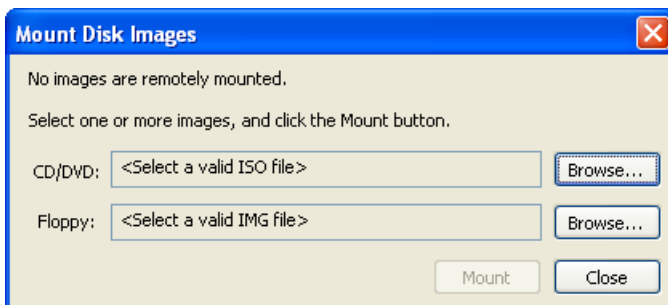 Mount Disk Images
No images are remotely mounted.
Select one or more images, and click the Mount button.
CD/DVD: <Select a valid ISO file> Browse...
Floppy: <Select a valid IMG file> Browse...
Mount Close